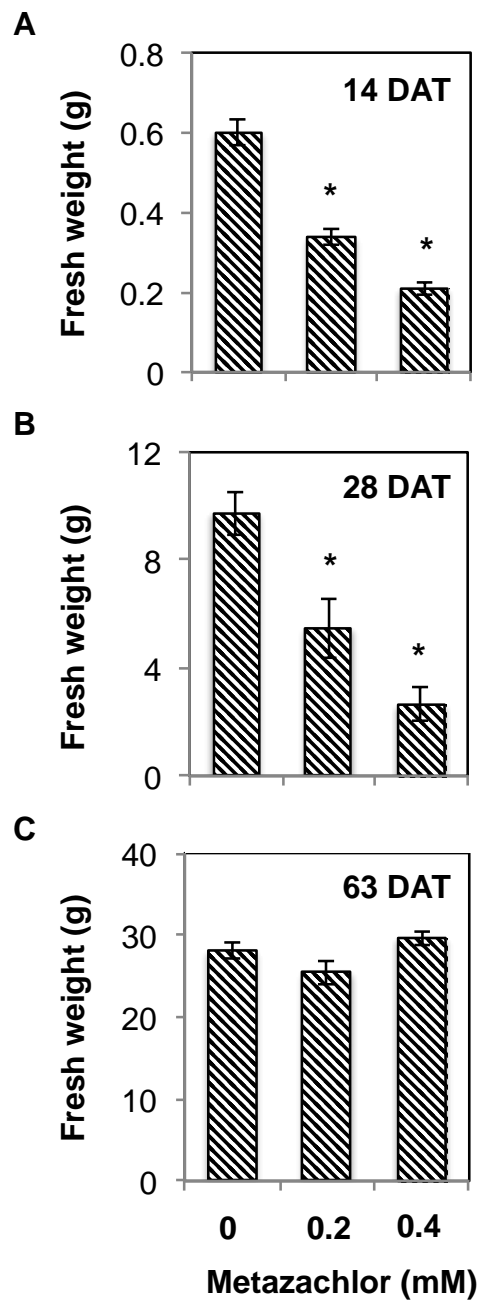 A
Fresh weight (g)
0.8
0.6
0.4
0.2
0
14 DAT
*
*
B
Fresh weight (g)
12
8
4
0
28 DAT
*
*
C
Fresh weight (g)
40
30
20
10
0
63 DAT
0 0.2 0.4
Metazachlor (mM)